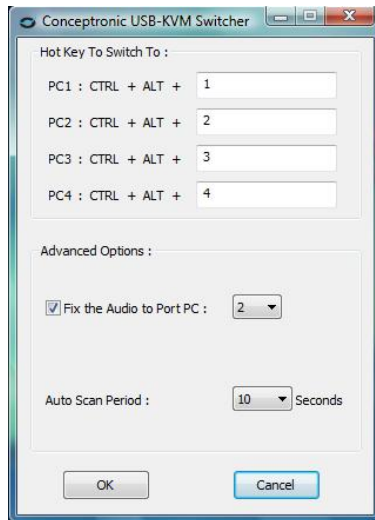 Conceptronic USB-KVM Switcher
Hot Key To Switch To :
PC1 : CTRL + ALT + 1
PC2 : CTRL + ALT + 2
PC3 : CTRL + ALT + 3
PC4 : CTRL + ALT + 4
Advanced Options :
Fix the Audio to Port PC : 2
Auto Scan Period : 10 Seconds
OK Cancel